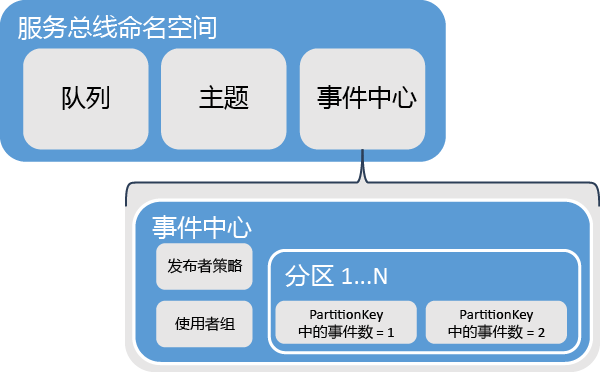 服务总线命名空间
队列
主题
事件中心
事件中心
发布者策略
使用者组
分区 1...N
PartitionKey
中的事件数 = 1
PartitionKey
中的事件数 = 2